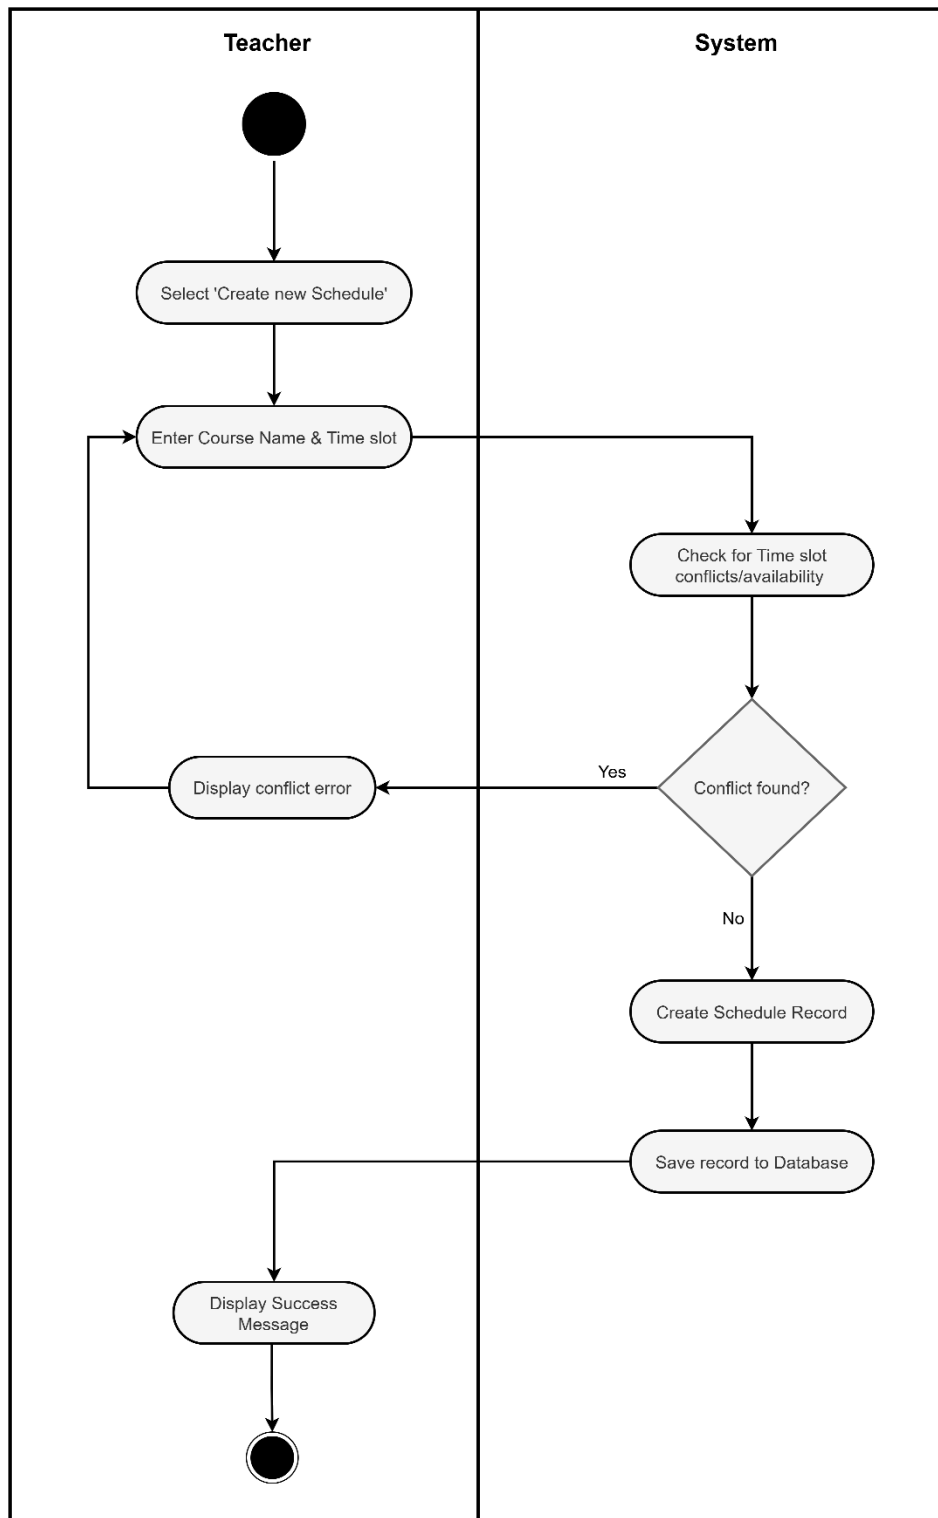 Teacher
System
Select 'Create new Schedule'
Enter Course Name & Time slot
Check for Time slot
conflicts/availability
Yes
Display conflict error
Conflict found?
No
Create Schedule Record
Save record to Database
Display Success
Message